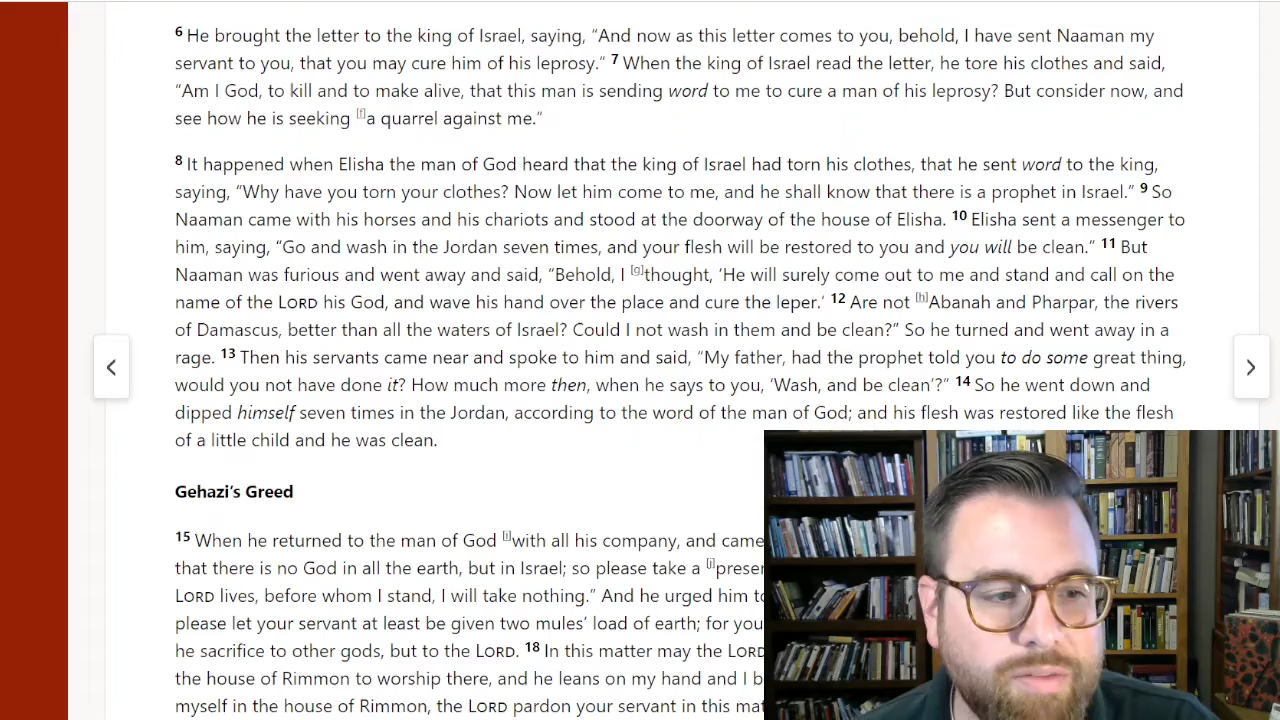 6 He brought the letter to the king of Israel, saying, “And now as this letter comes to you, behold, I have sent Naaman my
servant to you, that you may cure him of his leprosy.” 7 When the king of Israel read the letter, he tore his clothes and said,
“Am I God, to kill and to make alive, that this man is sending word to me to cure a man of his leprosy? But consider now, and
see how he is seeking [f]a quarrel against me.”
8 It happened when Elisha the man of God heard that the king of Israel had torn his clothes, that he sent word to the king,
saying, “Why have you torn your clothes? Now let him come to me, and he shall know that there is a prophet in Israel.” 9 So
Naaman came with his horses and his chariots and stood at the doorway of the house of Elisha. 10 Elisha sent a messenger to
him, saying, “Go and wash in the Jordan seven times, and your flesh will be restored to you and you will be clean.” 11 But
Naaman was furious and went away and said, “Behold, I [g]thought, ‘He will surely come out to me and stand and call on the
name of the LORD his God, and wave his hand over the place and cure the leper.’ 12 Are not [h]Abanah and Pharpar, the rivers
of Damascus, better than all the waters of Israel? Could I not wash in them and be clean?” So he turned and went away in a
rage. 13 Then his servants came near and spoke to him and said, “My father, had the prophet told you to do some great thing,
would you not have done it? How much more then, when he says to you, ‘Wash, and be clean’?” 14 So he went down and
dipped himself seven times in the Jordan, according to the word of the man of God; and his flesh was restored like the flesh
of a little child and he was clean.
Gehazi’s Greed
15 When he returned to the man of God [i]with all his company, and came
that there is no God in all the earth, but in Israel; so please take a [j]
LORD lives, before whom I stand, I will take nothing.” And he urged him
please let your servant at least be given two mules’ load of earth; for
he sacrifice to other gods, but to the LORD. 18 In this matter may the LORD
the house of Rimmon to worship there, and he leans on my hand and I
myself in the house of Rimmon, the LORD pardon your servant in this